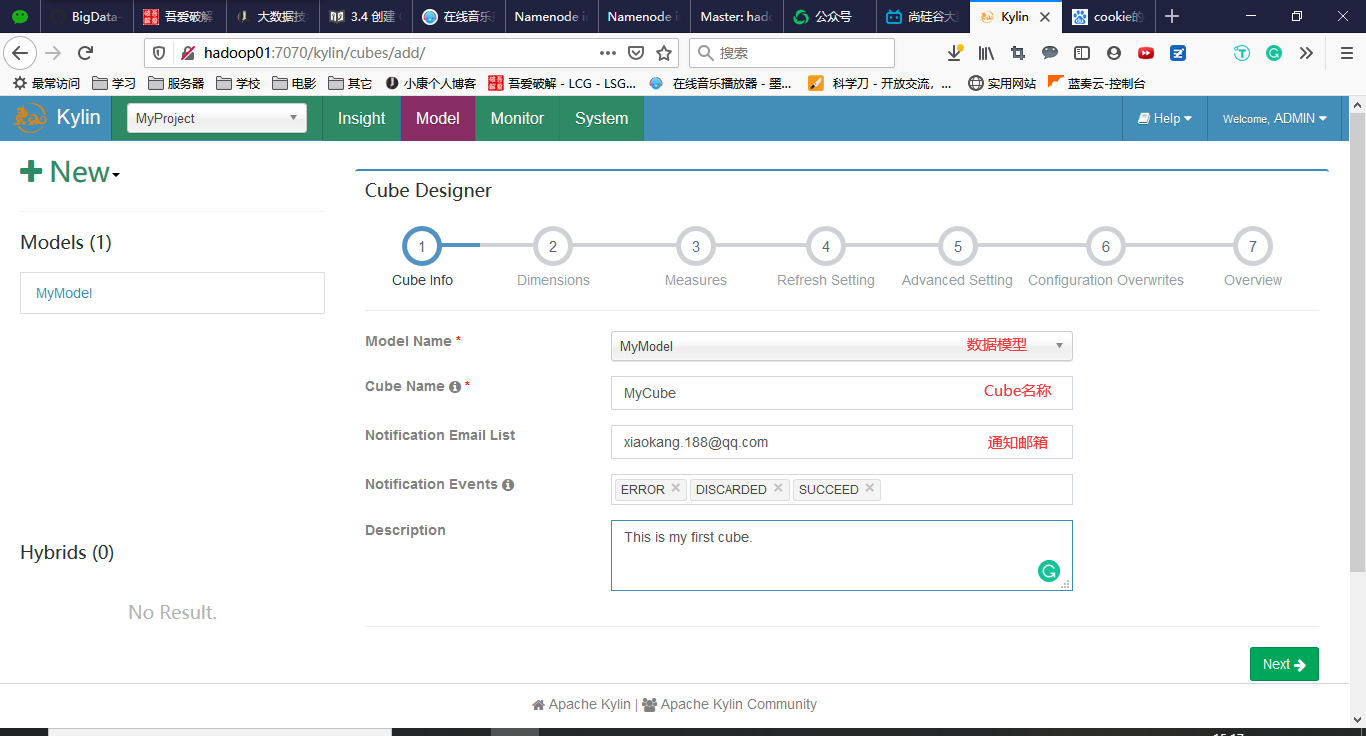 BigData- 吾爱破解 大数据技 3.4 创建 在线音乐 Namenode i Namenode i Master: had 公众号 尚硅谷大 Kylin cookie的
hadoop01:7070/kylin/cubes/add/ 搜索
最常访问 学习 服务器 学校 电影 其它 小康个人博客 吾爱破解 - LCG - LSG... 在线音乐播放器 - 墨... 科学刀 - 开放交流，... 实用网站 蓝奏云-控制台
Kylin MyProject Insight Model Monitor System Help Welcome, ADMIN
New
Cube Designer
1 2 3 4 5 6 7
Cube Info Dimensions Measures Refresh Setting Advanced Setting Configuration Overwrites Overview
Models (1)
MyModel
Model Name * MyModel 数据模型
Cube Name * MyCube Cube名称
Notification Email List xiaokang.188@qq.com 通知邮箱
Notification Events ERROR DISCARDED SUCCEED
Description This is my first cube.
Hybrids (0)
No Result.
Next
Apache Kylin | Apache Kylin Community